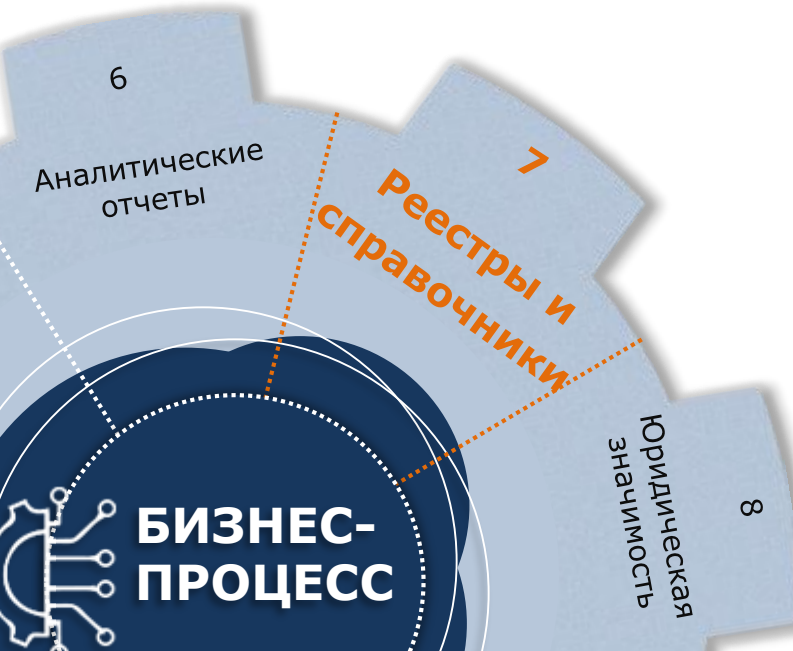 6
Аналитические
отчеты
7
Реестры и
справочники
8
Юридическая
значимость
БИЗНЕС-
ПРОЦЕСС